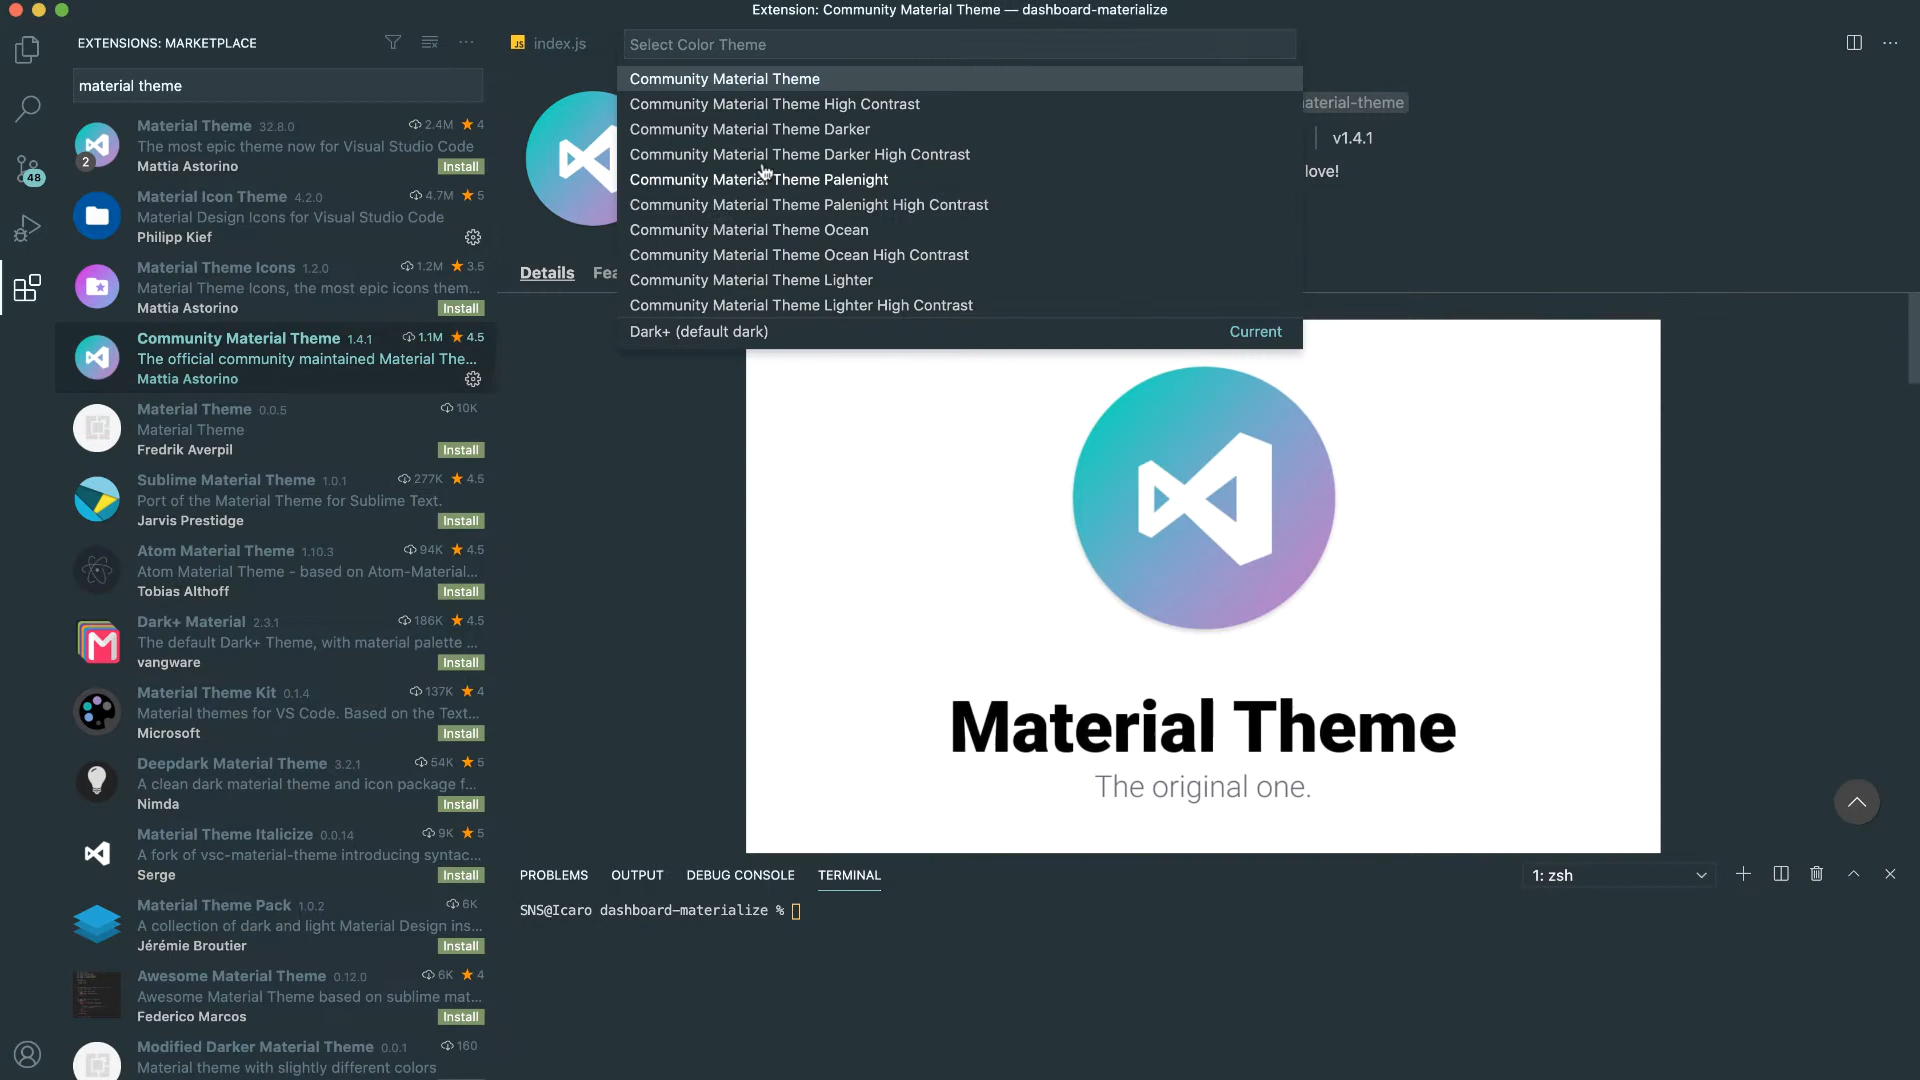 Extension: Community Material Theme — dashboard-materialize
EXTENSIONS: MARKETPLACE
material theme
Material Theme 32.8.0 2.4M 4
The most epic theme now for Visual Studio Code
Mattia Astorino Install
2
Material Icon Theme 4.2.0 4.7M 5
Material Design Icons for Visual Studio Code
Philipp Kief
Material Theme Icons 1.2.0 1.2M 3.5
Material Theme Icons, the most epic icons them...
Mattia Astorino Install
Community Material Theme 1.4.1 1.1M 4.5
The official community maintained Material The...
Mattia Astorino
Material Theme 0.0.5 10K
Material Theme
Fredrik Averpil Install
Sublime Material Theme 1.0.1 277K 4.5
Port of the Material Theme for Sublime Text.
Jarvis Prestidge Install
Atom Material Theme 1.10.3 94K 4.5
Atom Material Theme - based on Atom-Material...
Tobias Althoff Install
Dark+ Material 2.3.1 186K 4.5
The default Dark+ Theme, with material palette ...
vangware Install
Material Theme Kit 0.1.4 137K 4
Material themes for VS Code. Based on the Text...
Microsoft Install
Deepdark Material Theme 3.2.1 54K 5
A clean dark material theme and icon package f...
Nimda Install
Material Theme Italicize 0.0.14 9K 5
A fork of vsc-material-theme introducing syntac...
Serge Install
Material Theme Pack 1.0.2 6K
A collection of dark and light Material Design ins...
Jérémie Broutier Install
Awesome Material Theme 0.12.0 6K 4
Awesome Material Theme based on sublime mat...
Federico Marcos Install
Modified Darker Material Theme 0.0.1 160
Material theme with slightly different colors
48
JS index.js
Select Color Theme
Community Material Theme
Community Material Theme High Contrast
Community Material Theme Darker
Community Material Theme Darker High Contrast
Community Material Theme Palenight
Community Material Theme Palenight High Contrast
Community Material Theme Ocean
Community Material Theme Ocean High Contrast
Community Material Theme Lighter
Community Material Theme Lighter High Contrast
Dark+ (default dark) Current
aterial-theme
v1.4.1
love!
Details Fea
Material Theme
The original one.
PROBLEMS OUTPUT DEBUG CONSOLE TERMINAL 1: zsh
SNS@Icaro dashboard-materialize %